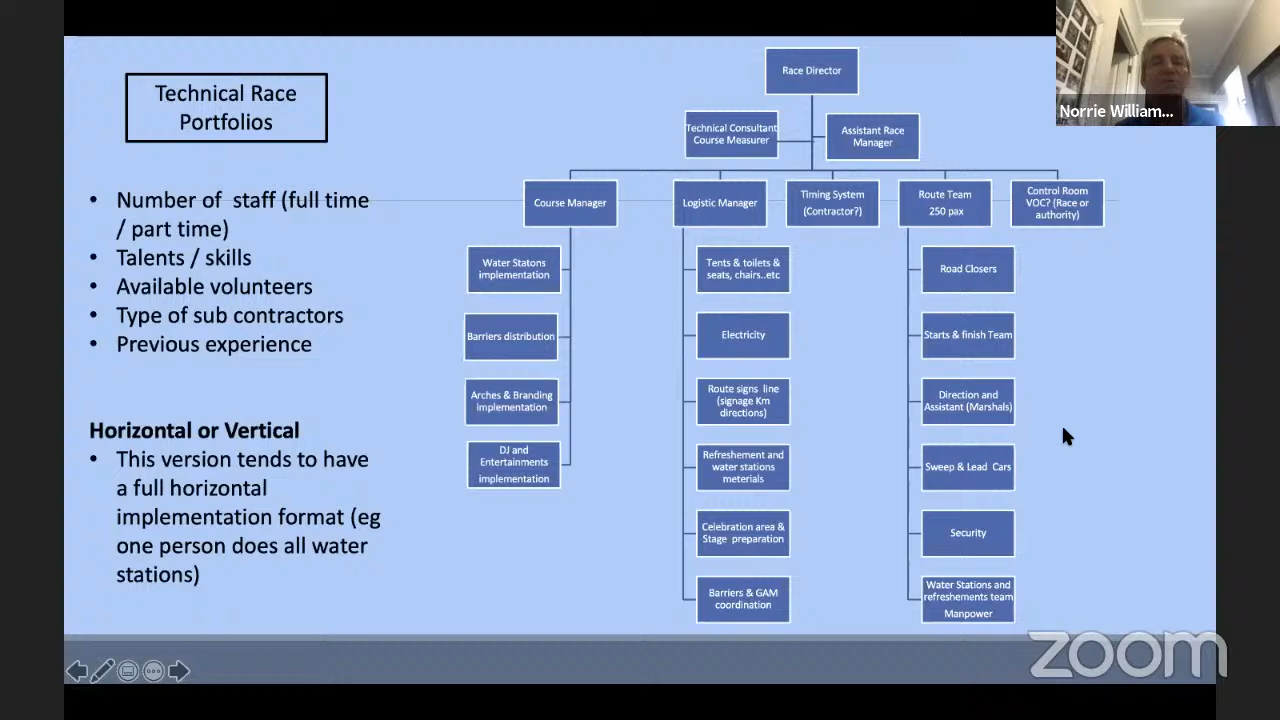 Technical Race
Portfolios
• Number of staff (full time
/ part time)
• Talents / skills
• Available volunteers
• Type of sub contractors
• Previous experience
Horizontal or Vertical
• This version tends to have
a full horizontal
implementation format (eg
one person does all water
stations)
Race Director
Technical Consultant
Course Measurer
Assistant Race
Manager
Course Manager
Logistic Manager
Timing System
(Contractor?)
Route Team
250 pax
Control Room
VOC? (Race or
authority)
Water Statons
implementation
Barriers distribution
Arches & Branding
Implementation
DJ and
Entertainments
implementation
Tents & toilets &
seats, chairs..etc
Electricity
Route signs line
(signage Km
directions)
Refreshement and
water stations
meterials
Celebration area &
Stage preparation
Barriers & GAM
coordination
Road Closers
Starts & finish Team
Direction and
Assistant (Marshals)
Sweep & Lead Cars
Security
Water Stations and
refreshements team
Manpower
Norrie William...
zoom